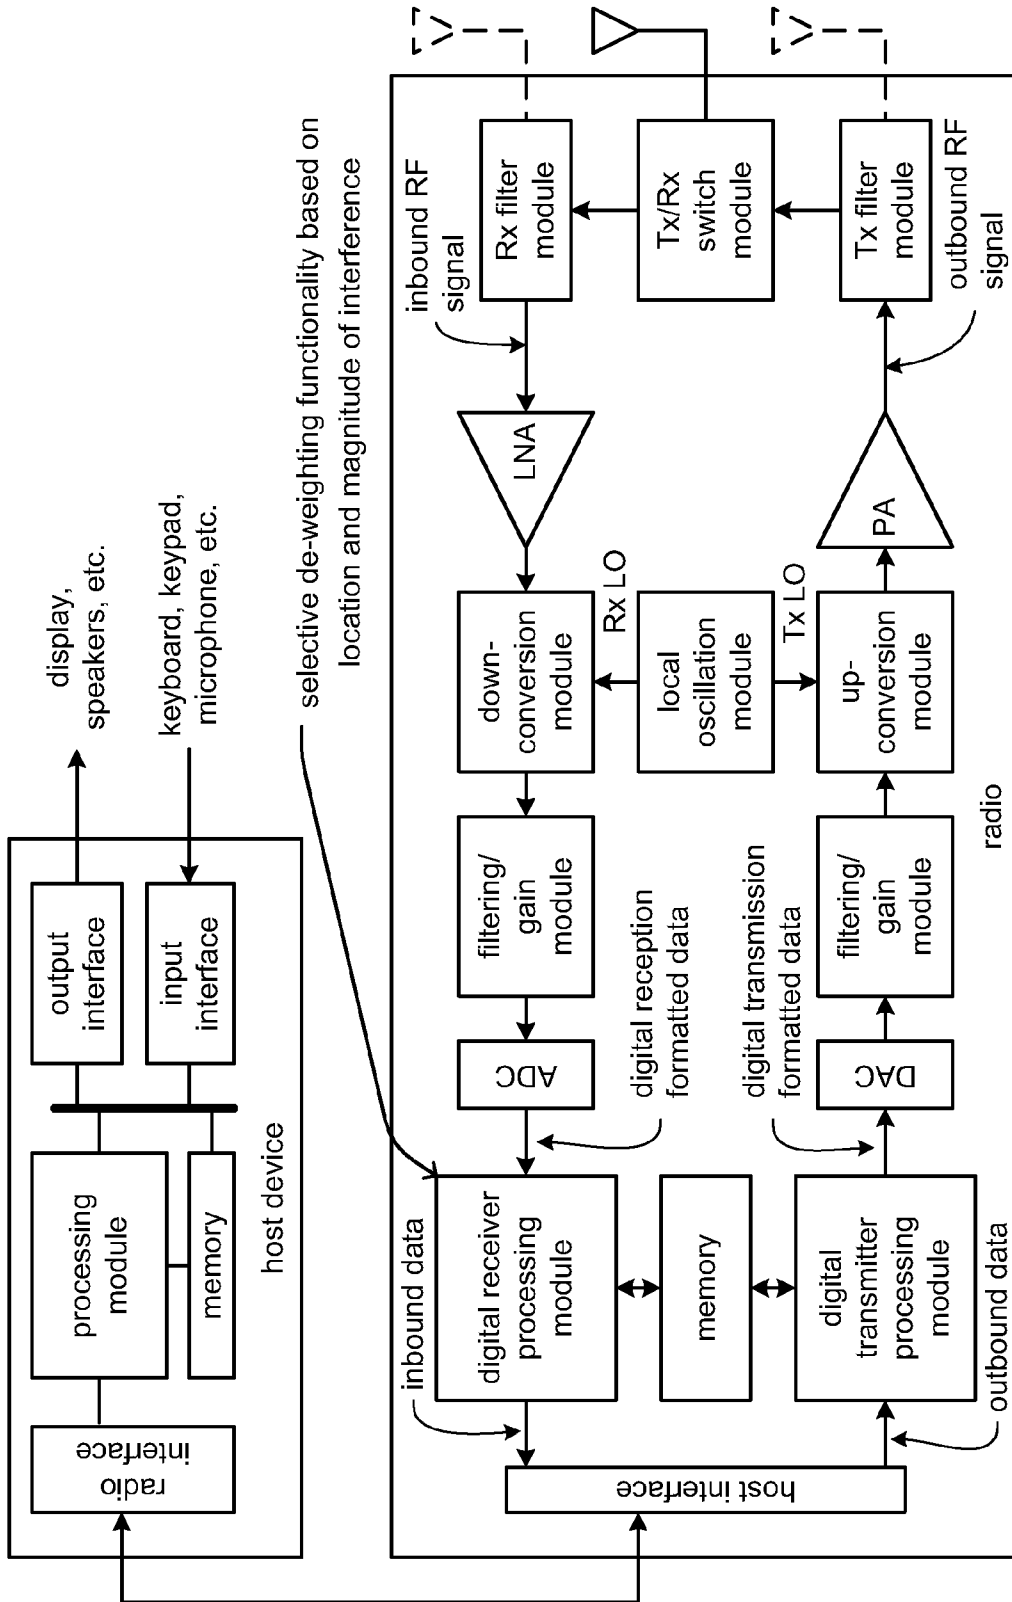 radio
interface
processing
module
memory
output
interface
input
interface
host device
display,
speakers, etc.
keyboard, keypad,
microphone, etc.
selective de-weighting functionality based on
location and magnitude of interference
host interface
inbound data
digital receiver
processing
module
memory
digital
transmitter
processing
module
outbound data
ADC
digital reception
formatted data
digital transmission
formatted data
DAC
filtering/
gain
module
filtering/
gain
module
down-
conversion
module
Rx LO
local
oscillation
module
Tx LO
up-
conversion
module
radio
LNA
PA
inbound RF
signal
Rx filter
module
Tx/Rx
switch
module
Tx filter
module
outbound RF
signal